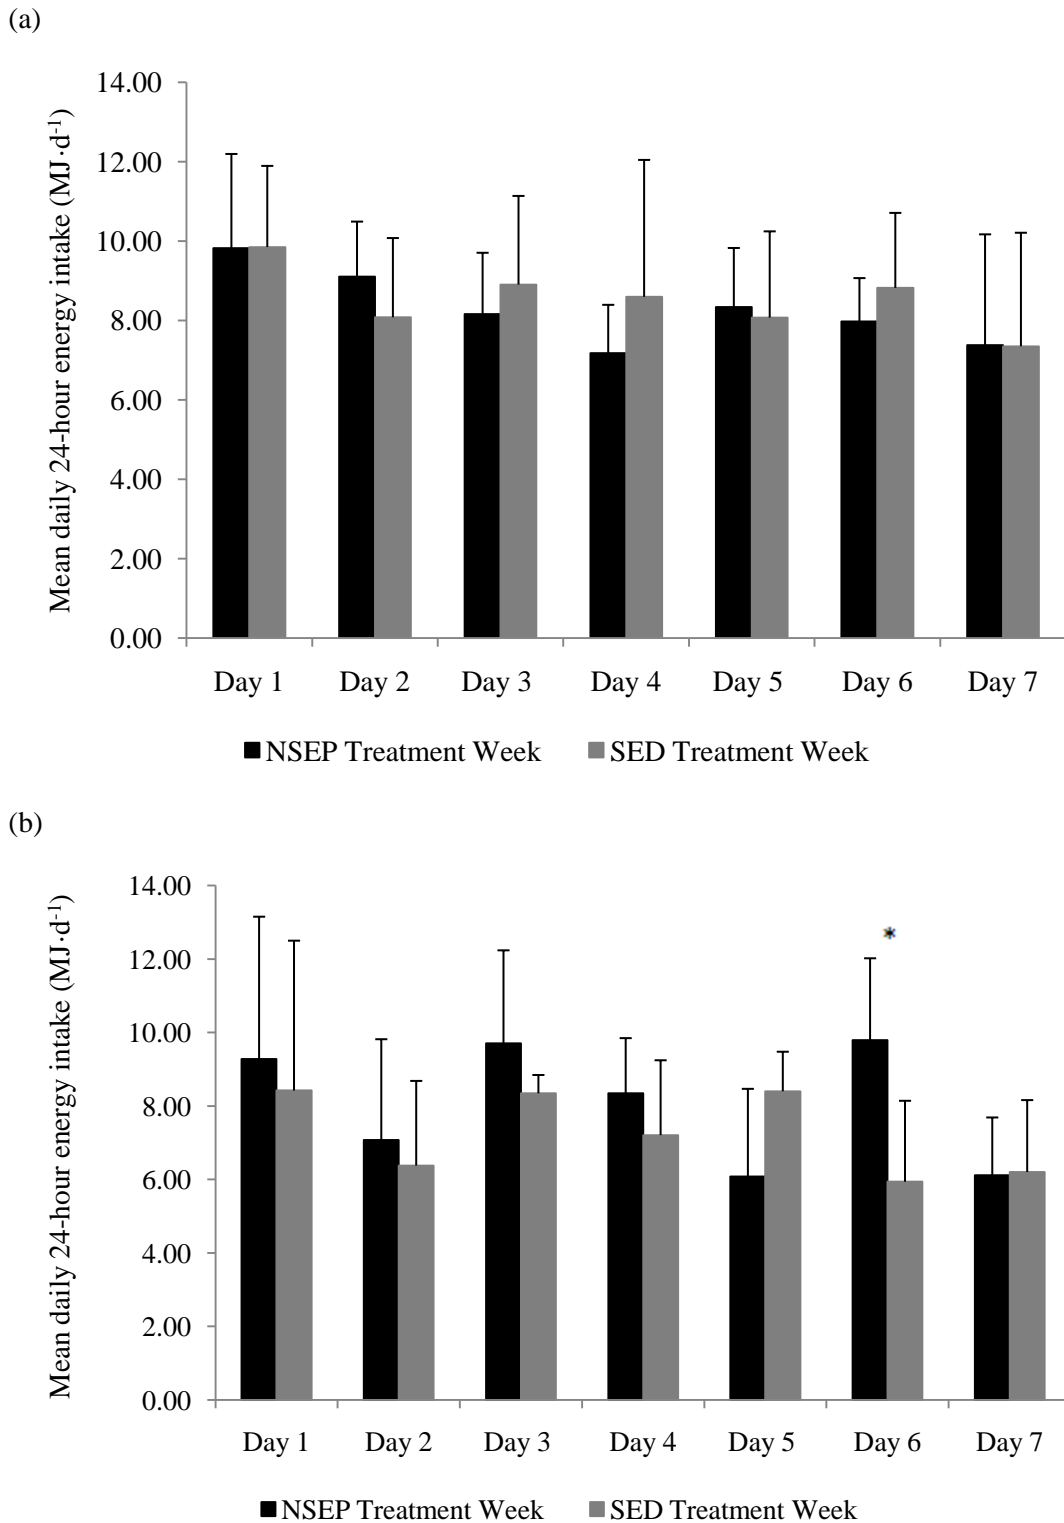 (a)
Mean daily 24-hour energy intake (MJ·d-1)
14.00
12.00
10.00
8.00
6.00
4.00
2.00
0.00
Day 1 Day 2 Day 3 Day 4 Day 5 Day 6 Day 7
NSEP Treatment Week SED Treatment Week
(b)
Mean daily 24-hour energy intake (MJ·d-1)
14.00
12.00
10.00
8.00
6.00
4.00
2.00
0.00
*
Day 1 Day 2 Day 3 Day 4 Day 5 Day 6 Day 7
NSEP Treatment Week SED Treatment Week